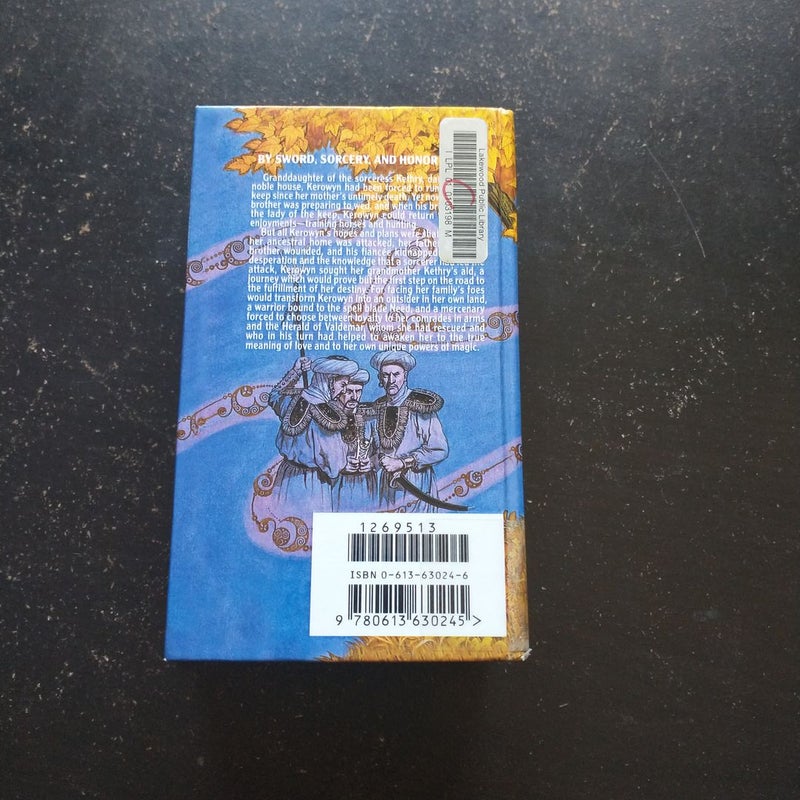 BY SWORD, SORCERY, AND HONOR
Granddaughter of the sorceress Kethry, da
noble house, Kerowyn had been forced to run
keep since her mother's untimely death. Yet no
brother was preparing to wed, and when his br
the lady of the keep, Kerowyn could return
enjoyments—training horses and hunting.
But all Kerowyn's hopes and plans were
her ancestral home was attacked, her
brother wounded, and his fiancée kidnapped
desperation and the knowledge that a sorcerer had
attack, Kerowyn sought her grandmother Kethry's aid, a
journey which would prove but the first step on the road to
the fulfillment of her destiny. For facing her family's foes
would transform Kerowyn into an outsider in her own land,
a warrior bound to the spell blade Need, and a mercenary
forced to choose between loyalty to her comrades in arms
and the Herald of Valdemar whom she had rescued and
who in his turn had helped to awaken her to the true
meaning of love and to her own unique powers of magic.
Lakewood Public Library
1 LPL
1269513
ISBN 0-613-63024-6
9 780613 630245 >